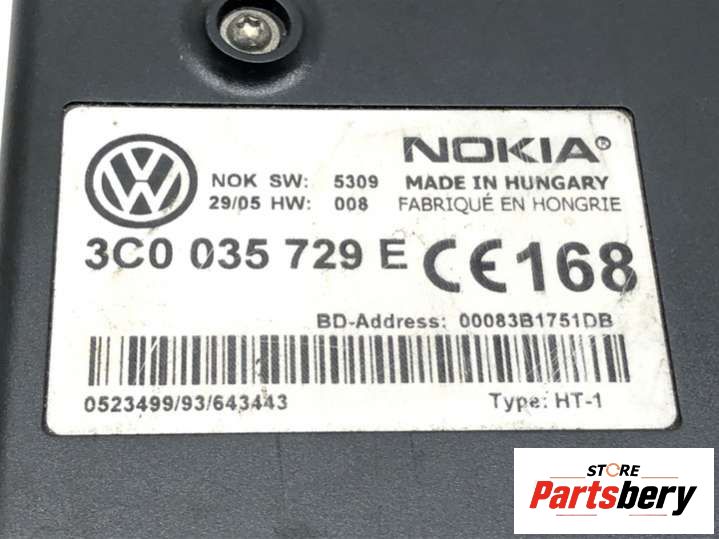 NOKIA®
NOK SW: 5309 MADE IN HUNGARY
29/05 HW: 008 FABRIQUÉ EN HONGRIE
3C0 035 729 E CE168
BD-Address: 00083B1751DB
0523499/93/643443 Type: HT-1
STORE
Partsbery